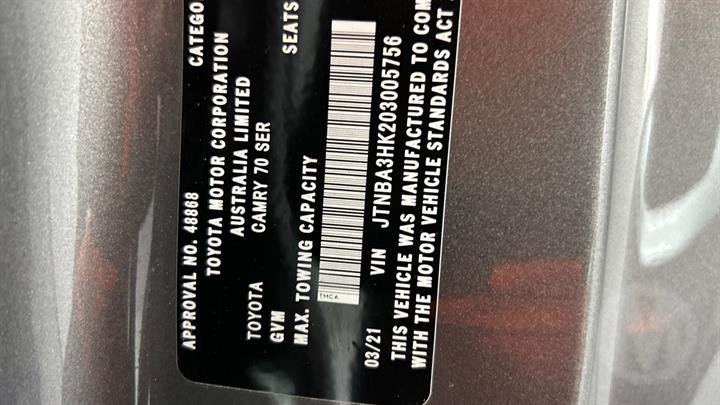 APPROVAL NO. 48868 CATEGO
TOYOTA MOTOR CORPORATION
AUSTRALIA LIMITED
TOYOTA CAMRY 70 SER
GVM SEATS
MAX. TOWING CAPACITY
TMCA
03/21 VIN JTNBA3HK203005756
THIS VEHICLE WAS MANUFACTURED TO COM
WITH THE MOTOR VEHICLE STANDARDS ACT